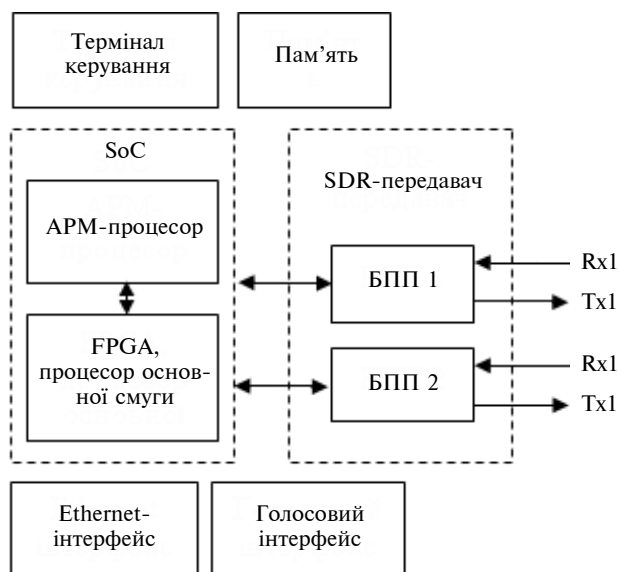 Термінал
керування
Пам’ять
SoC
SDR-передавач
АРМ-процесор
БПП 1
Rx1
Tx1
FPGA,
процесор основ-
ної смуги
БПП 2
Rx1
Tx1
Ethernet-
інтерфейс
Голосовий
інтерфейс